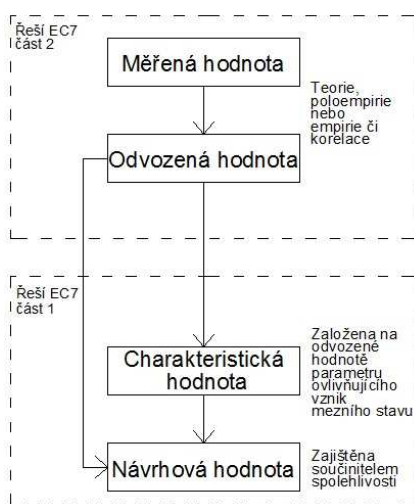 Řeší EC7
část 2
Měřená hodnota
Teorie,
poloempirie
nebo
empirie či
korelace
Odvozená hodnota
Řeší EC7
část 1
Charakteristická
hodnota
Založena na
odvozené
hodnotě
parametru
ovlivňujícího
vznik
mezního stavu
Návrhová hodnota
Zajištěna
součinitelem
spolehlivosti